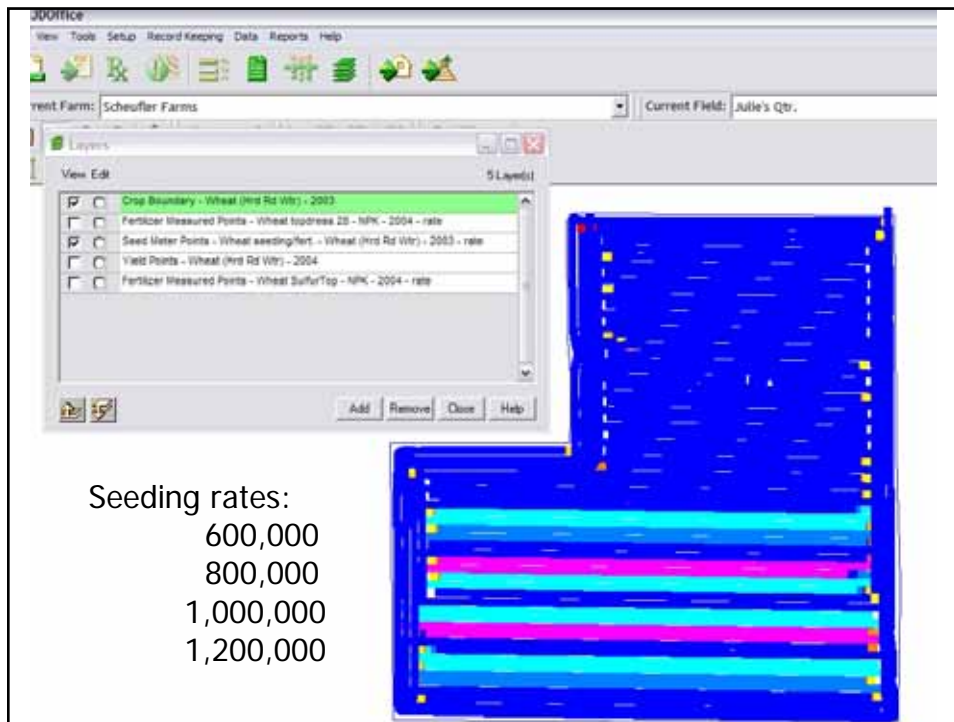 JDOffice
View Tools Setup Record Keeping Data Reports Help
rent Farm: Scheufler Farms Current Field: Julie's Qtr.
Layers
View Edit 5 Layer(s)
Crop Boundary - Wheat (Hrd Rd Wtr) - 2003
Fertilizer Measured Points - Wheat topdress 28 - NPK - 2004 - rate
Seed Meter Points - Wheat seeding/fert. - Wheat (Hrd Rd Wtr) - 2003 - rate
Yield Points - Wheat (Hrd Rd Wtr) - 2004
Fertilizer Measured Points - Wheat SulfurTop - NPK - 2004 - rate
Add Remove Close Help
Seeding rates:
600,000
800,000
1,000,000
1,200,000